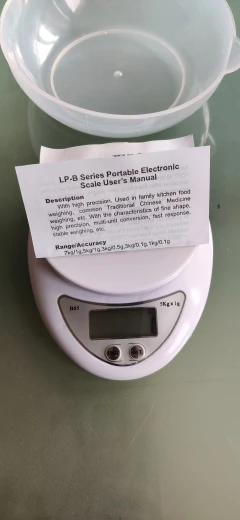 LP-B Series Portable Electronic
Scale User's Manual
Description
With high precision, Used in family kitchen food
weighing, common Traditional Chinese Medicine
weighing, etc. With the characteristics of fine shape,
high, precision, multi-unit conversion, fast response,
stable weighing, etc.
Range/Accuracy
7kg/1g,5kg/1g,3kg/0.5g,3kg/0.1g,1kg/0.1g
B05
5Kg x 1g